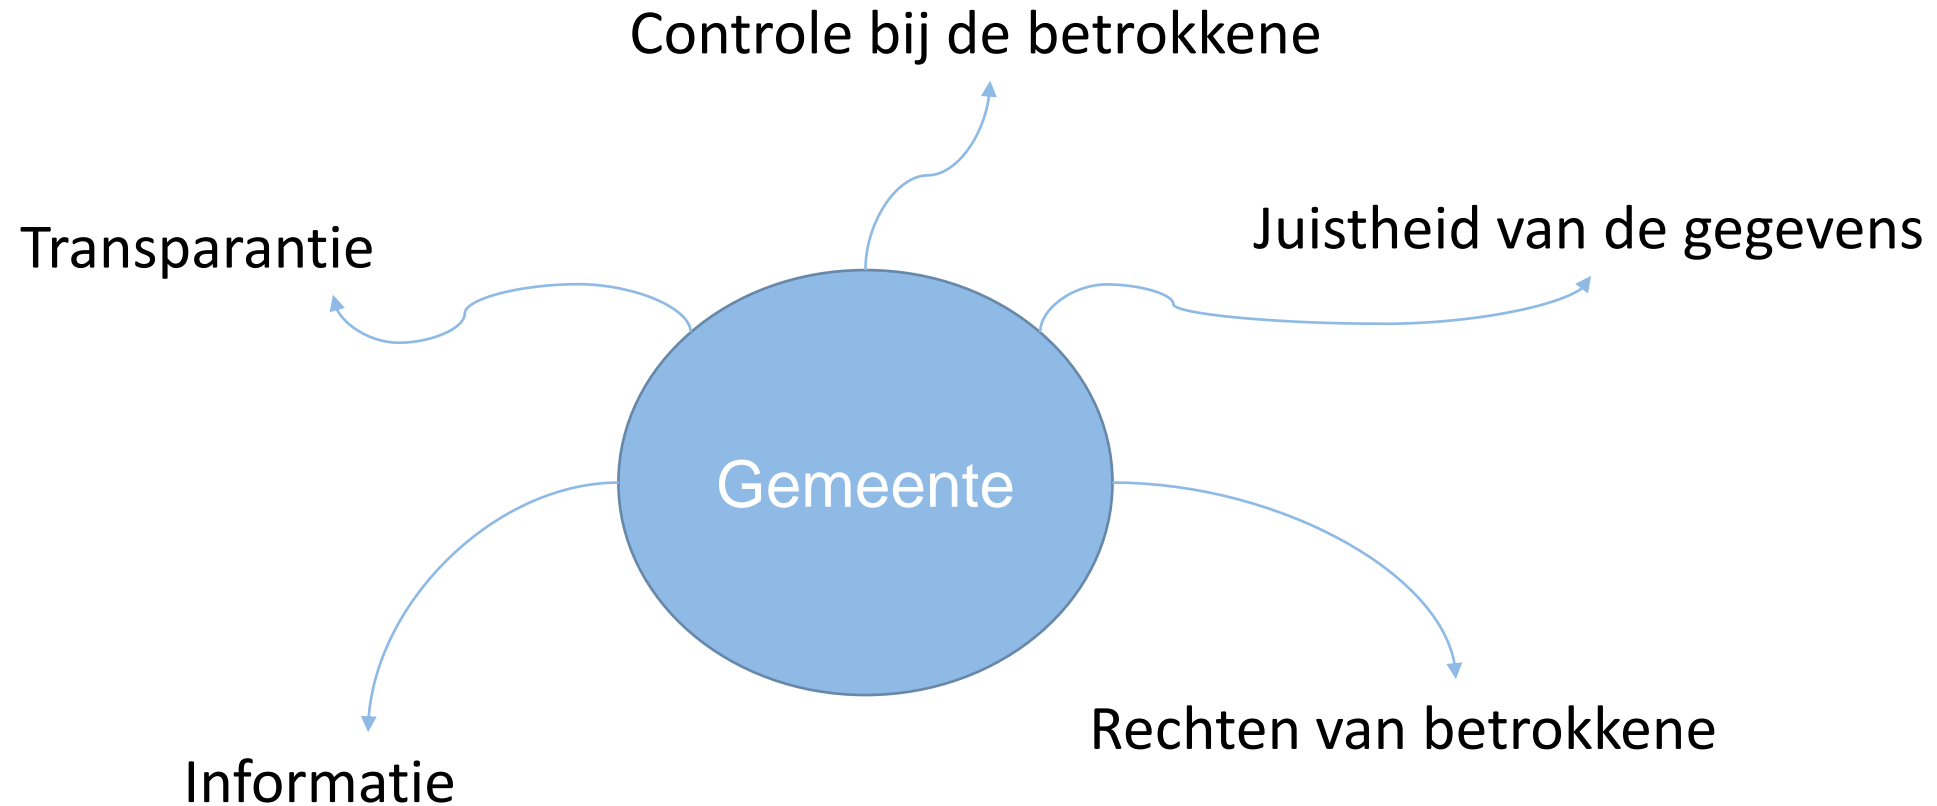 Controle bij de betrokkene
Juistheid van de gegevens
Transparantie
Gemeente
Rechten van betrokkene
Informatie